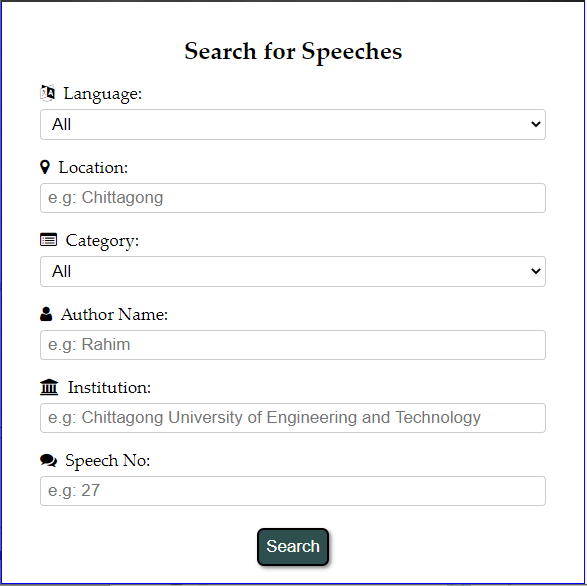 Search for Speeches
Language:
All
Location:
e.g: Chittagong
Category:
All
Author Name:
e.g: Rahim
Institution:
e.g: Chittagong University of Engineering and Technology
Speech No:
e.g: 27
Search